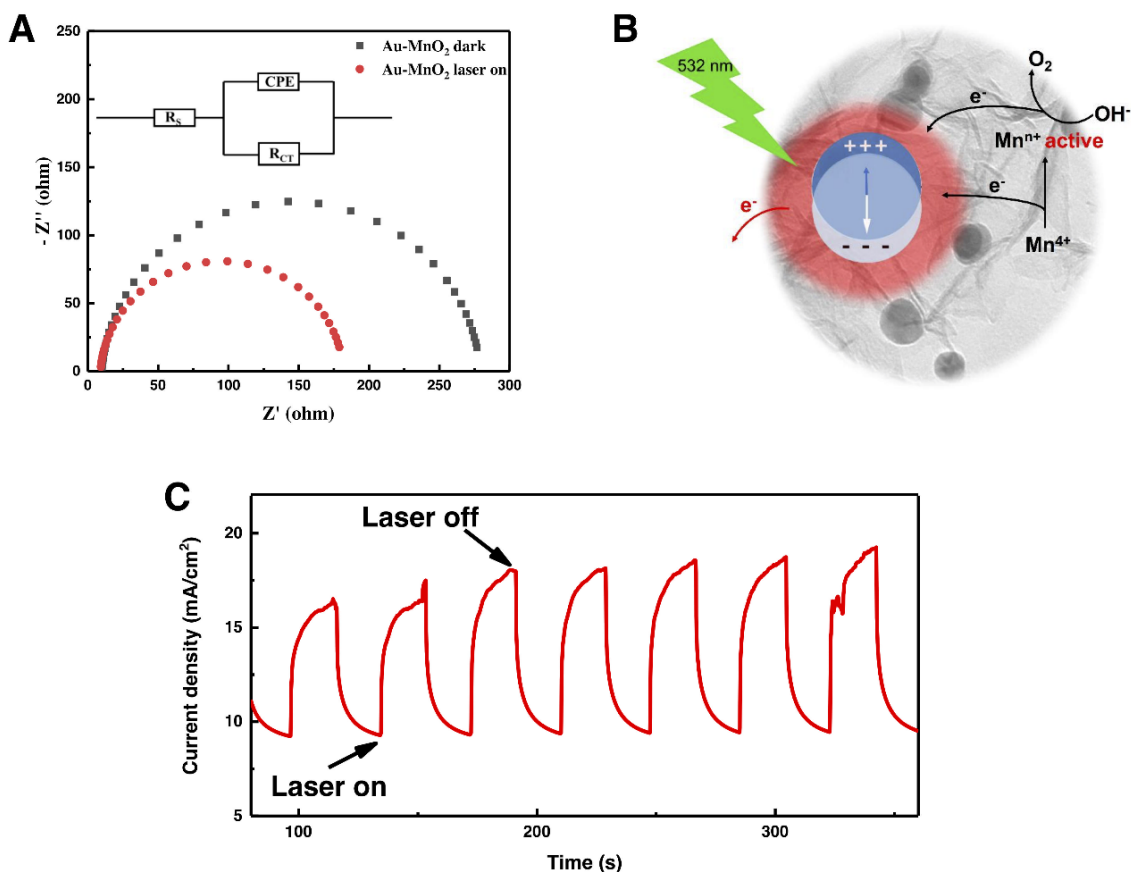 A
250
200
150
100
50
0
- Z'' (ohm)
0 50 100 150 200 250 300
Z' (ohm)
Au-MnO₂ dark
Au-MnO₂ laser on
CPE
R_S
R_CT
B
532 nm
O₂
e⁻
OH⁻
Mnⁿ⁺ active
+ + +
e⁻
e⁻
- - -
Mn⁴⁺
C
20
15
10
5
Current density (mA/cm²)
Laser off
Laser on
100 200 300
Time (s)